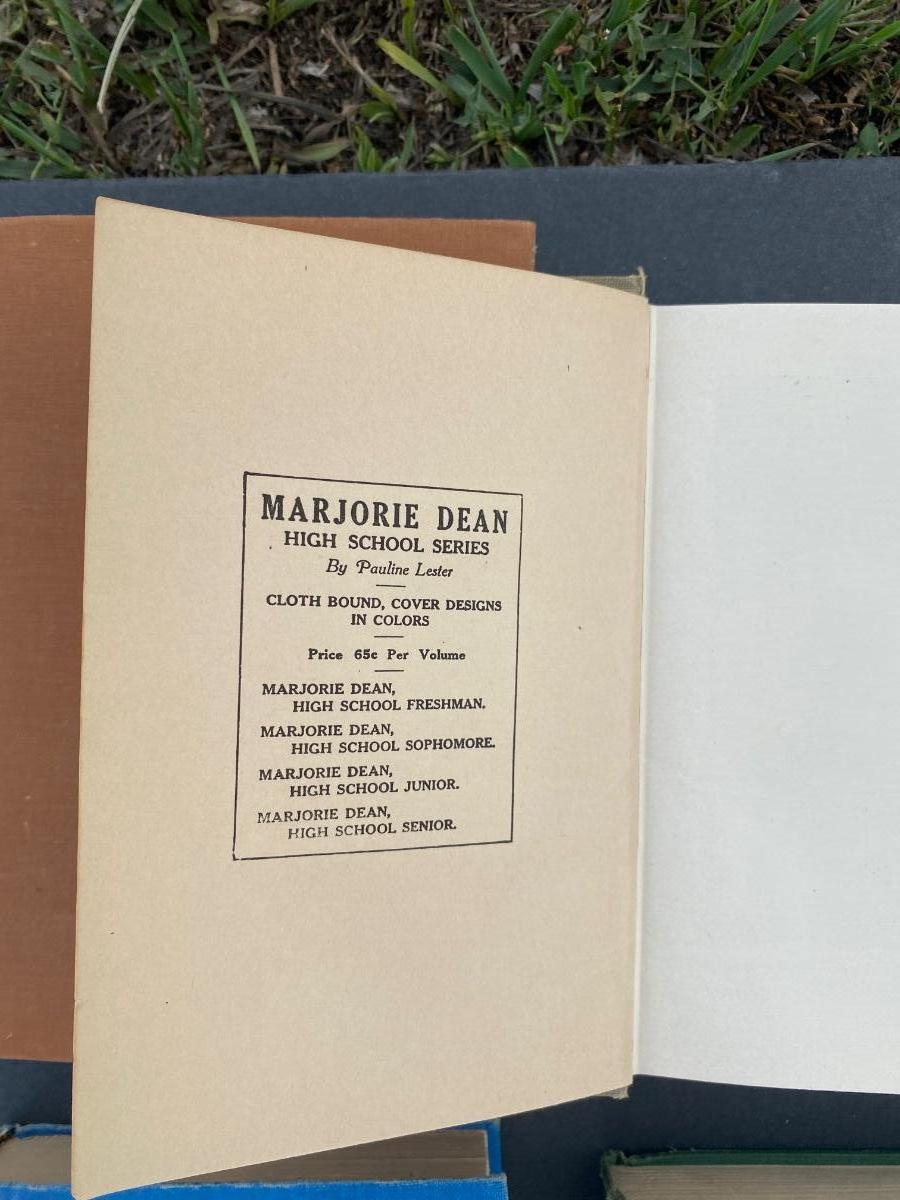 MARJORIE DEAN
HIGH SCHOOL SERIES
By Pauline Lester
CLOTH BOUND, COVER DESIGNS
IN COLORS
Price 65c Per Volume
MARJORIE DEAN,
HIGH SCHOOL FRESHMAN.
MARJORIE DEAN,
HIGH SCHOOL SOPHOMORE.
MARJORIE DEAN,
HIGH SCHOOL JUNIOR.
MARJORIE DEAN,
HIGH SCHOOL SENIOR.